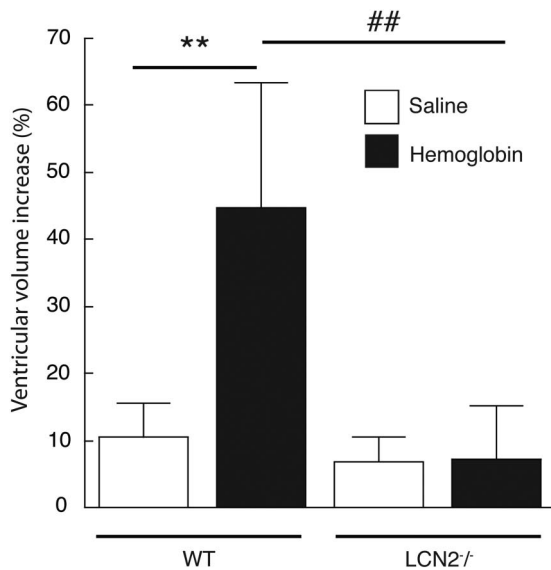 **
##
70
60
50
40
30
20
10
0
Ventricular volume increase (%)
Saline
Hemoglobin
WT
LCN2-/-